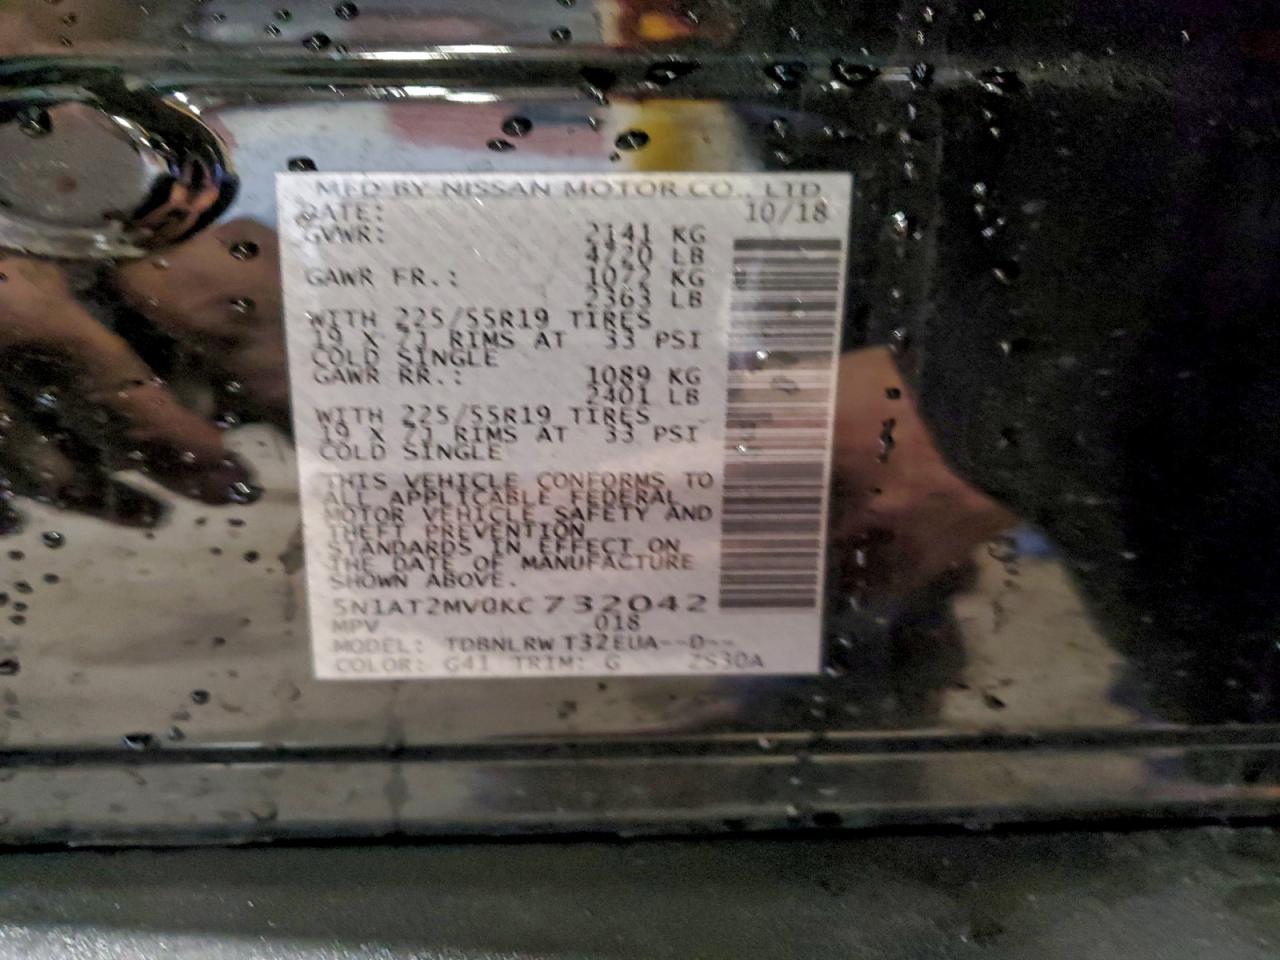 MFD BY NISSAN MOTOR CO., LTD.
DATE: 10/18
GVWR: 2141 KG
4720 LB
GAWR FR.: 1072 KG
2363 LB
WITH 225/55R19 TIRES
19 X 7J RIMS AT 33 PSI
COLD SINGLE
GAWR RR.: 1089 KG
2401 LB
WITH 225/55R19 TIRES
19 X 7J RIMS AT 33 PSI
COLD SINGLE
THIS VEHICLE CONFORMS TO
ALL APPLICABLE FEDERAL
MOTOR VEHICLE SAFETY AND
THEFT PREVENTION
STANDARDS IN EFFECT ON
THE DATE OF MANUFACTURE
SHOWN ABOVE.
5N1AT2MV0KC732042
MPV 018
MODEL: TDBNLRW T32EUA--D--
COLOR: G41 TRIM: G 2S30A